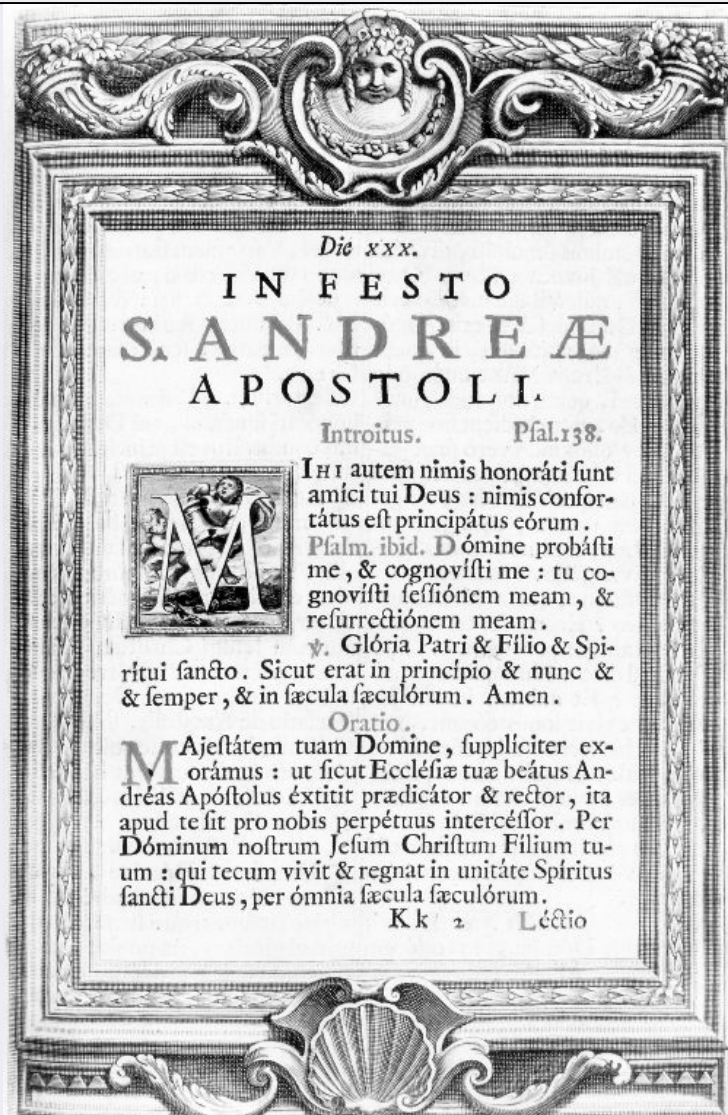 Die xxx.
IN FESTO
S. ANDREÆ
APOSTOLI.
Introitus. Pſal.138.
MIHI autem nimis honoráti ſunt
amíci tui Deus : nimis confor-
tátus eſt principátus eórum.
Pſalm. ibid. Dómine probáſti
me, & cognovíſti me : tu co-
gnovíſti ſeſſiónem meam, &
reſurrectiónem meam.
℣. Glória Patri & Fílio & Spi-
rítui ſancto. Sicut erat in princípio & nunc &
& ſemper, & in ſæcula ſæculórum. Amen.
Oratio.
MAjeſtátem tuam Dómine, ſupplíciter ex-
orámus : ut ſicut Eccléſiæ tuæ beátus An-
dréas Apóſtolus éxtitit prædicátor & rector, ita
apud te ſit pro nobis perpétuus intercéſſor. Per
Dóminum noſtrum Jeſum Chriſtum Fílium tu-
um : qui tecum vivit & regnat in unitáte Spíritus
ſancti Deus, per ómnia ſæcula ſæculórum.
Kk 2 Léctio